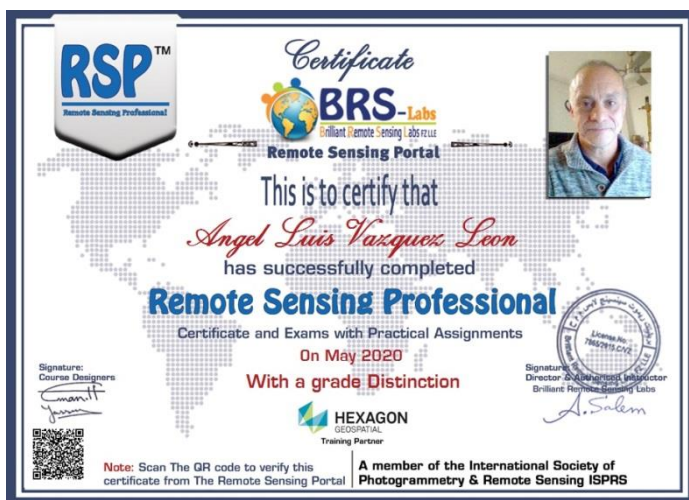 RSP™
Remote Sensing Professional
Certificate
BRS-Labs
Brilliant Remote Sensing Labs FZ LLE
Remote Sensing Portal
This is to certify that
Angel Luis Vazquez Leon
has successfully completed
Remote Sensing Professional
Certificate and Exams with Practical Assignments
On May 2020
With a grade Distinction
Signature:
Course Designers
Signature:
Director & Authorized Instructor
Brilliant Remote Sensing Labs
A. Salem
License No
HEXAGON
GEOSPATIAL
Training Partner
Note: Scan The QR code to verify this
certificate from The Remote Sensing Portal
A member of the International Society of
Photogrammetry & Remote Sensing ISPRS